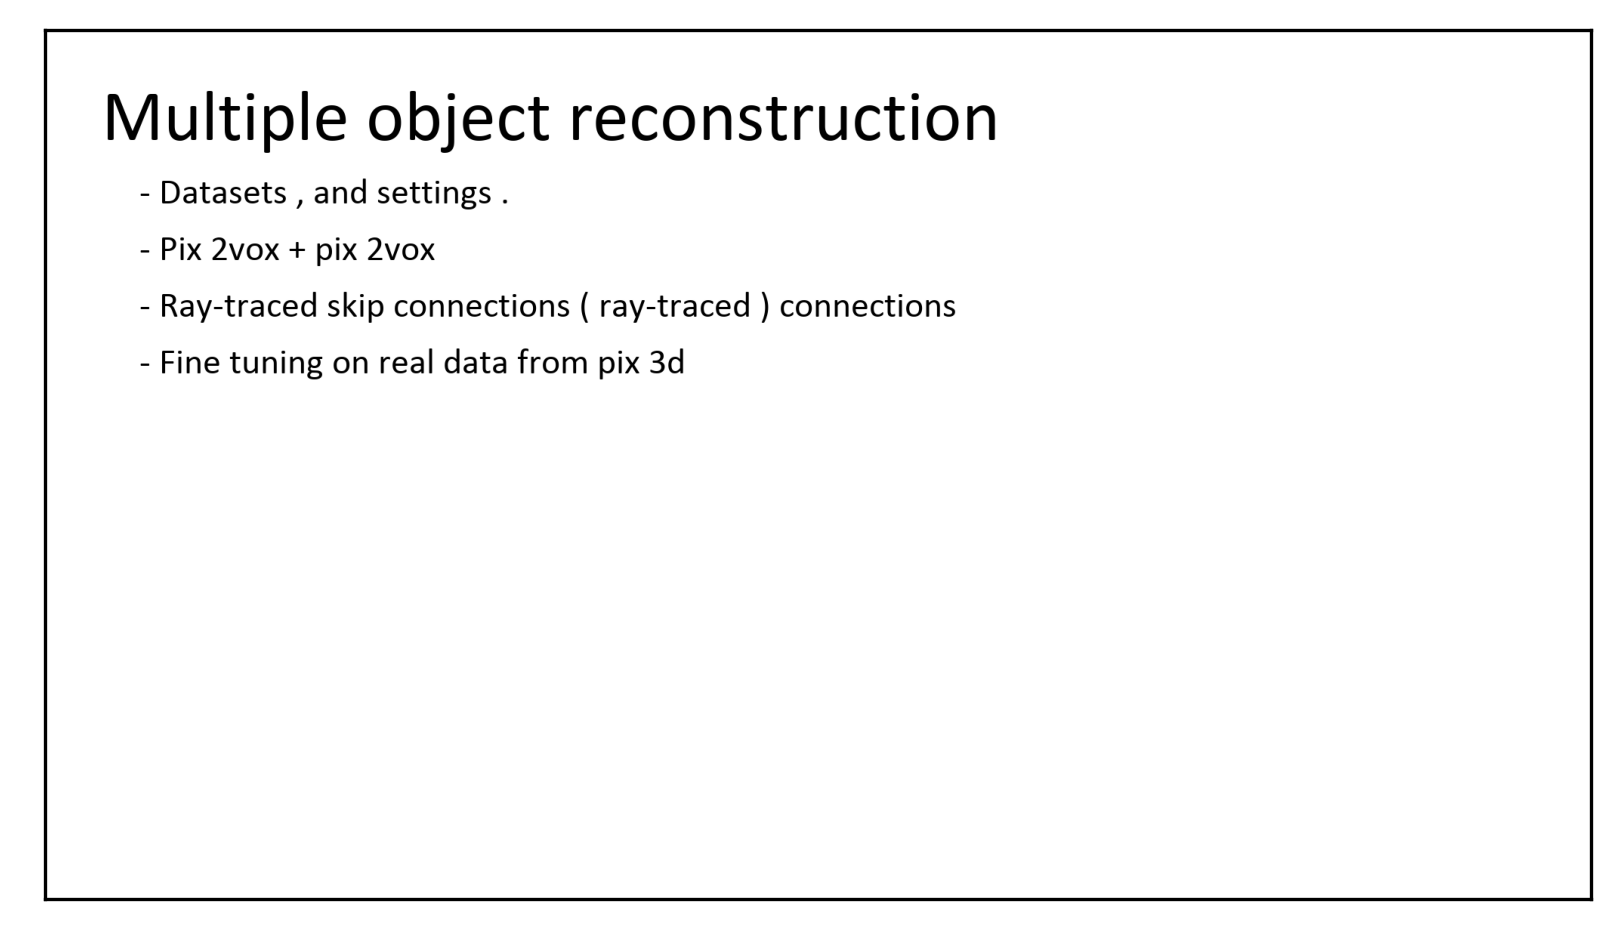 Multiple object reconstruction
- Datasets , and settings .
- Pix 2vox + pix 2vox
- Ray-traced skip connections ( ray-traced ) connections
- Fine tuning on real data from pix 3d